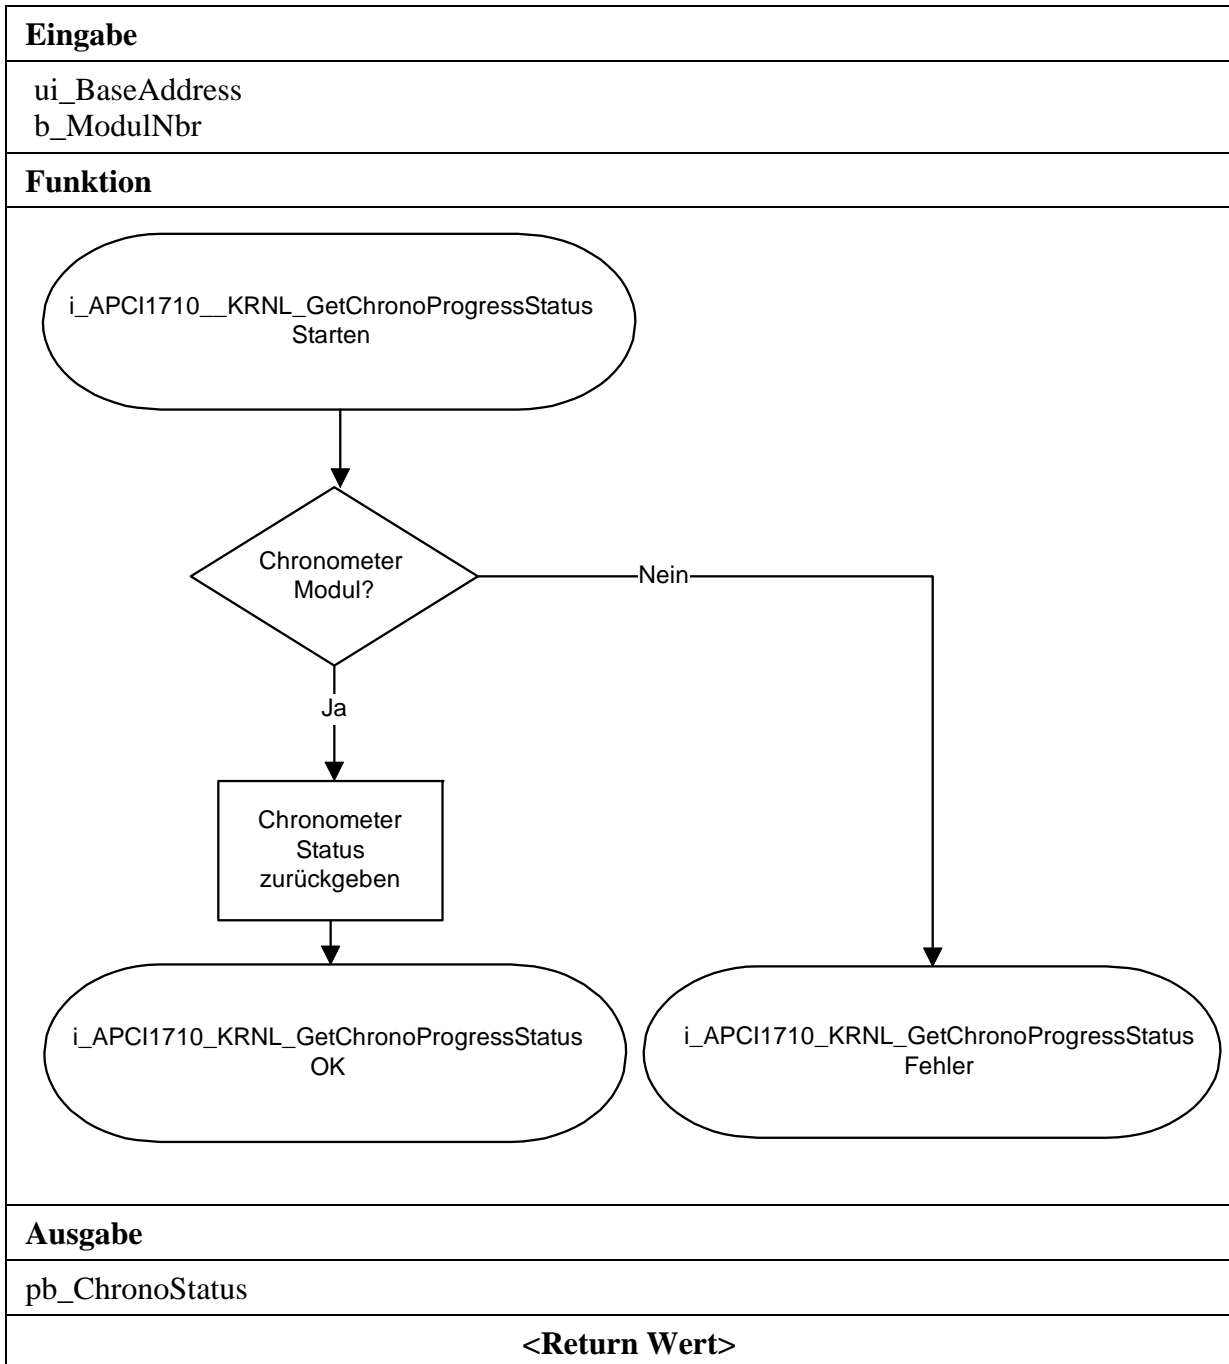 Eingabe
ui_BaseAddress
b_ModulNbr
Funktion
i_APCI1710__KRNL_GetChronoProgressStatus
Starten
Chronometer
Modul?
Nein
Ja
Chronometer
Status
zurückgeben
i_APCI1710_KRNL_GetChronoProgressStatus
OK
i_APCI1710_KRNL_GetChronoProgressStatus
Fehler
Ausgabe
pb_ChronoStatus
<Return Wert>